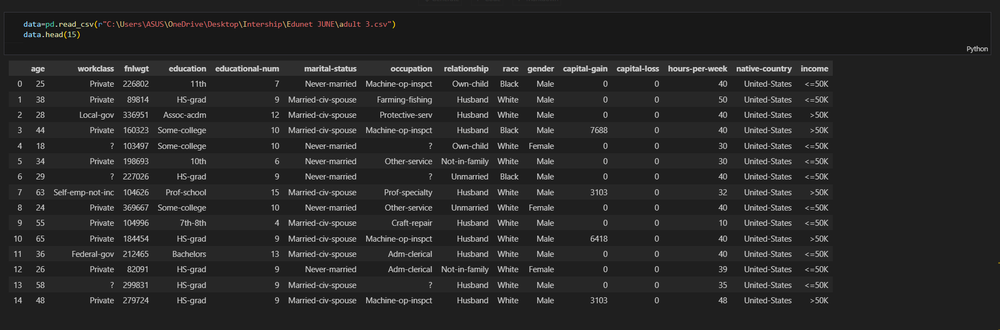 data=pd.read_csv(r"C:\Users\ASUS\OneDrive\Desktop\Intership\Edunet JUNE\adult 3.csv")
data.head(15)
Python
age workclass fnlwgt education educational-num marital-status occupation relationship race gender capital-gain capital-loss hours-per-week native-country income
0 25 Private 226802 11th 7 Never-married Machine-op-inspct Own-child Black Male 0 0 40 United-States <=50K
1 38 Private 89814 HS-grad 9 Married-civ-spouse Farming-fishing Husband White Male 0 0 50 United-States <=50K
2 28 Local-gov 336951 Assoc-acdm 12 Married-civ-spouse Protective-serv Husband White Male 0 0 40 United-States >50K
3 44 Private 160323 Some-college 10 Married-civ-spouse Machine-op-inspct Husband Black Male 7688 0 40 United-States >50K
4 18 ? 103497 Some-college 10 Never-married ? Own-child White Female 0 0 30 United-States <=50K
5 34 Private 198693 10th 6 Never-married Other-service Not-in-family White Male 0 0 30 United-States <=50K
6 29 ? 227026 HS-grad 9 Never-married ? Unmarried Black Male 0 0 40 United-States <=50K
7 63 Self-emp-not-inc 104626 Prof-school 15 Married-civ-spouse Prof-specialty Husband White Male 3103 0 32 United-States >50K
8 24 Private 369667 Some-college 10 Never-married Other-service Unmarried White Female 0 0 40 United-States <=50K
9 55 Private 104996 7th-8th 4 Married-civ-spouse Craft-repair Husband White Male 0 0 10 United-States <=50K
10 65 Private 184454 HS-grad 9 Married-civ-spouse Machine-op-inspct Husband White Male 6418 0 40 United-States >50K
11 36 Federal-gov 212465 Bachelors 13 Married-civ-spouse Adm-clerical Husband White Male 0 0 40 United-States <=50K
12 26 Private 82091 HS-grad 9 Never-married Adm-clerical Not-in-family White Female 0 0 39 United-States <=50K
13 58 ? 299831 HS-grad 9 Married-civ-spouse ? Husband White Male 0 0 35 United-States <=50K
14 48 Private 279724 HS-grad 9 Married-civ-spouse Machine-op-inspct Husband White Male 3103 0 48 United-States >50K